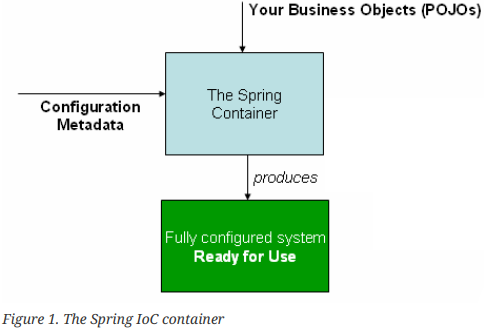 Your Business Objects (POJOs)
The Spring
Container
Configuration
Metadata
produces
Fully configured system
Ready for Use
Figure 1. The Spring IoC container